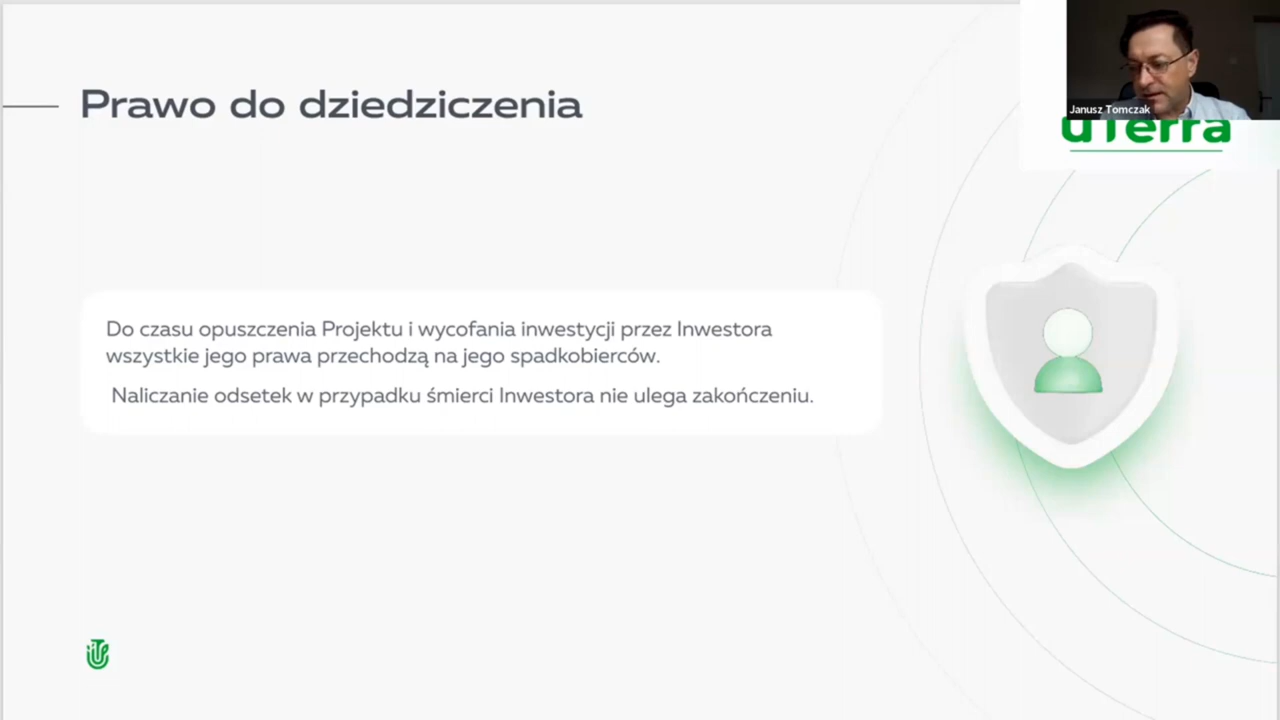 Prawo do dziedziczenia
Janusz Tomczak
uTerra
Do czasu opuszczenia Projektu i wycofania inwestycji przez Inwestora
wszystkie jego prawa przechodzą na jego spadkobierców.
Naliczanie odsetek w przypadku śmierci Inwestora nie ulega zakończeniu.